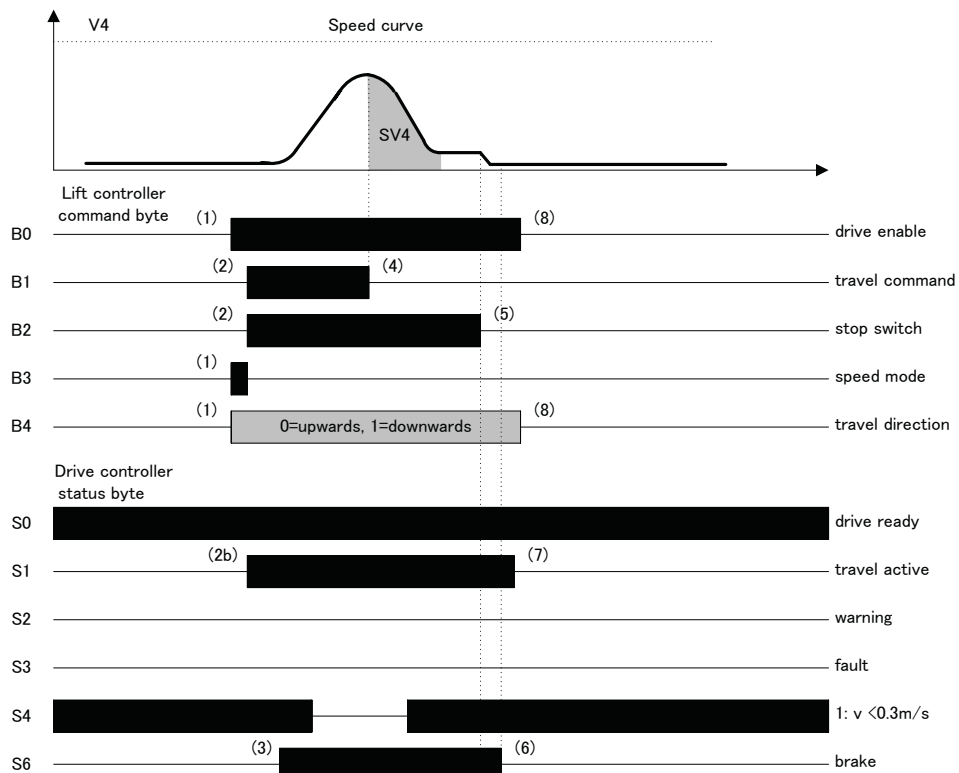 V4
Speed curve
SV4
Lift controller
command byte
(1)
(8)
B0
drive enable
(2)
(4)
B1
travel command
(2)
(5)
B2
stop switch
(1)
B3
speed mode
(1)
(8)
B4
0=upwards, 1=downwards
travel direction
Drive controller
status byte
S0
drive ready
(2b)
(7)
S1
travel active
S2
warning
S3
fault
S4
1: v <0.3m/s
(3)
(6)
S6
brake